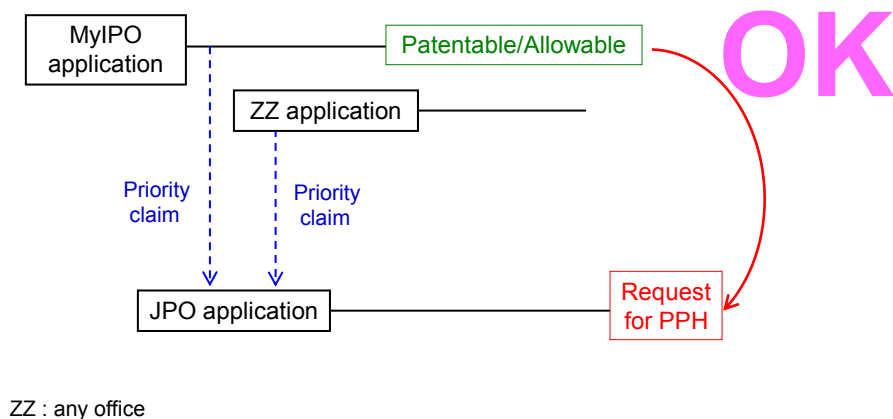 MyIPO
application
Patentable/Allowable
OK
ZZ application
Priority
claim
Priority
claim
JPO application
Request
for PPH
ZZ : any office